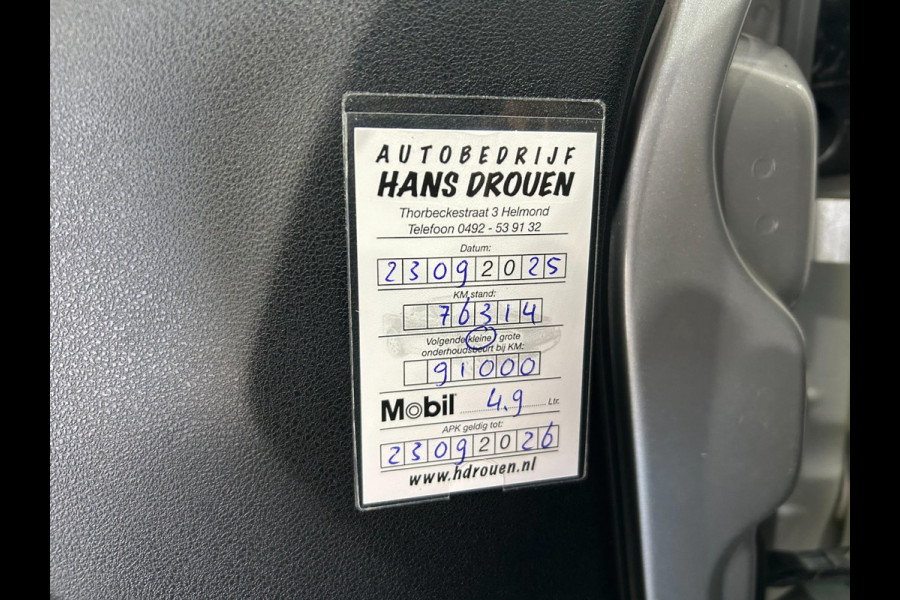 AUTOBEDRIJF
HANS DROUEN
Thorbeckestraat 3 Helmond
Telefoon 0492 - 53 91 32
Datum:
23092025
KM stand:
76314
Volgende kleine grote
onderhoudsbeurt bij KM:
91000
Mobil 4.9 Ltr.
APK geldig tot:
23092026
www.hdrouen.nl